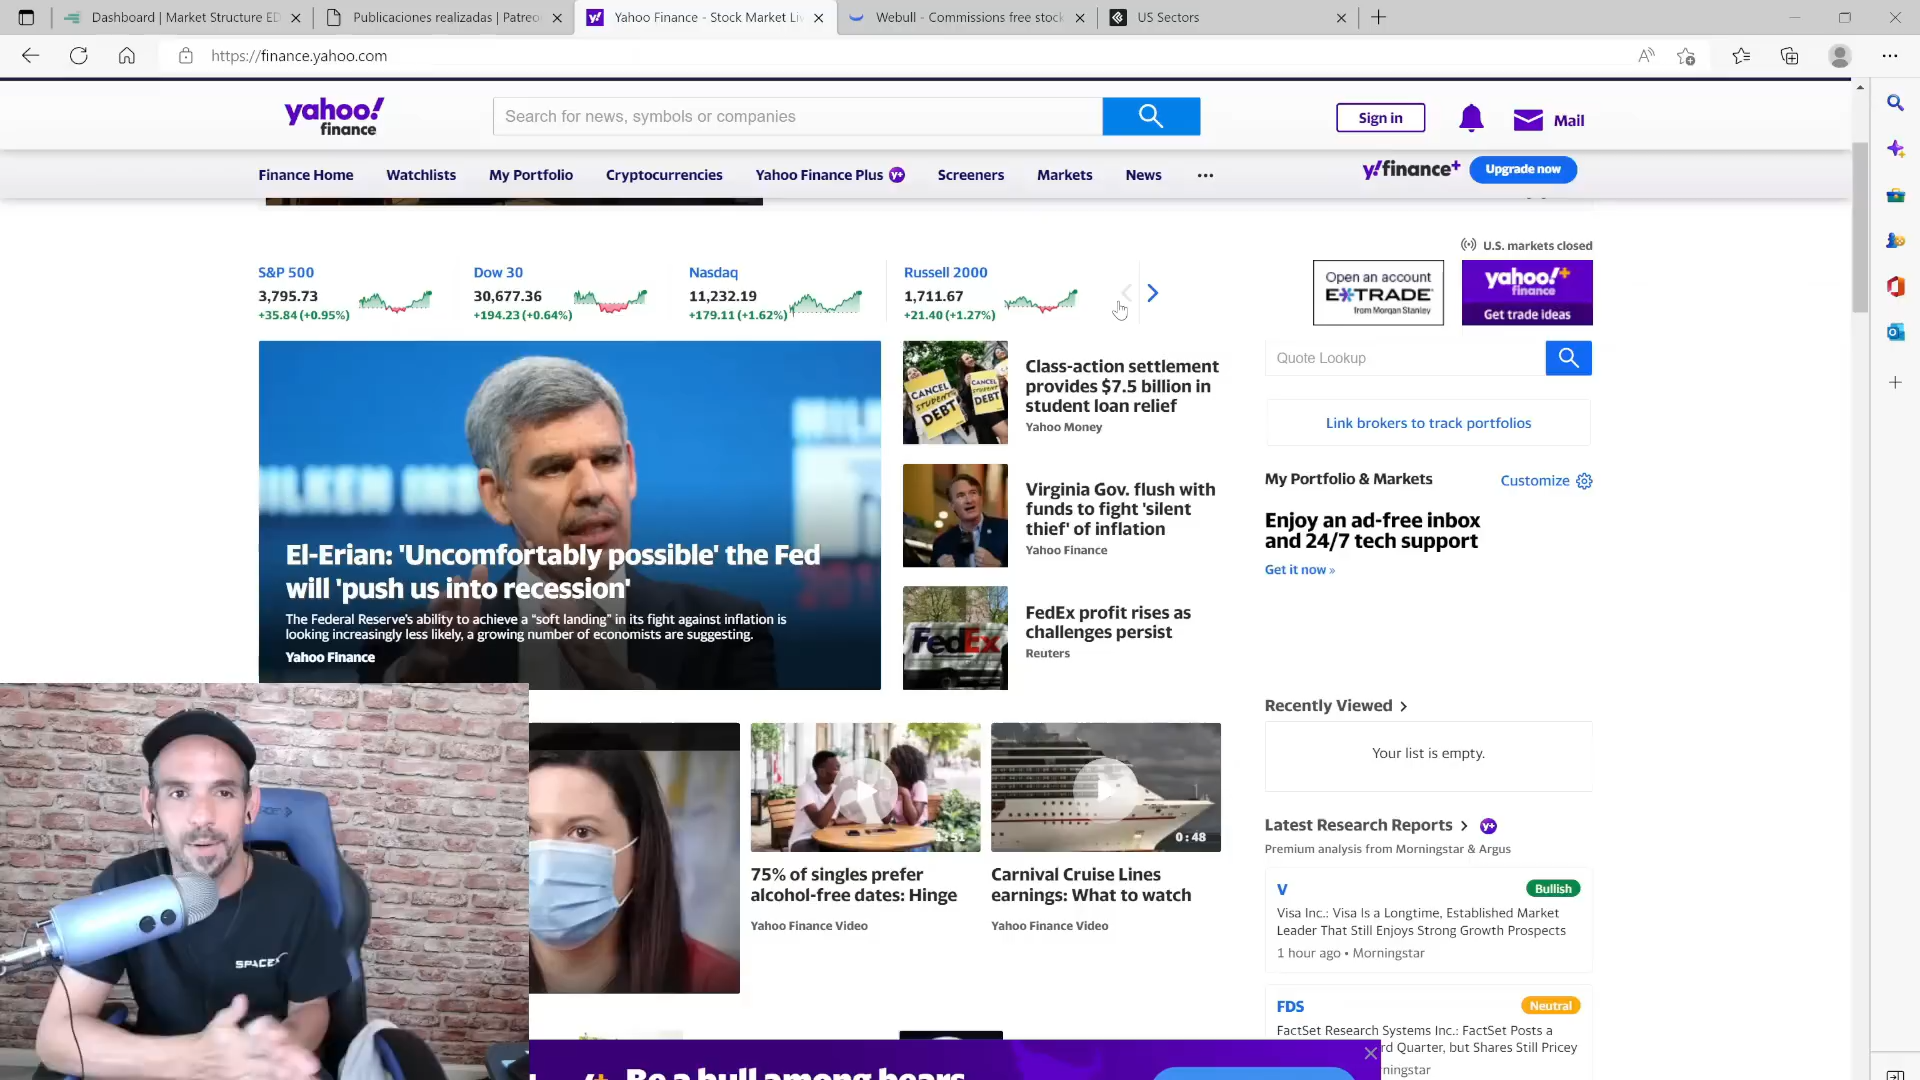 Dashboard | Market Structure ED
Publicaciones realizadas | Patreo
Yahoo Finance - Stock Market Li
Webull - Commissions free stock
US Sectors
https://finance.yahoo.com
yahoo!
finance
Search for news, symbols or companies
Sign in
Mail
Finance Home
Watchlists
My Portfolio
Cryptocurrencies
Yahoo Finance Plus
Screeners
Markets
News
...
y!finance+
Upgrade now
U.S. markets closed
S&P 500
3,795.73
+35.84 (+0.95%)
Dow 30
30,677.36
+194.23 (+0.64%)
Nasdaq
11,232.19
+179.11 (+1.62%)
Russell 2000
1,711.67
+21.40 (+1.27%)
Open an account
E*TRADE
from Morgan Stanley
yahoo!+
finance
Get trade ideas
El-Erian: 'Uncomfortably possible' the Fed
will 'push us into recession'
The Federal Reserve's ability to achieve a "soft landing" in its fight against inflation is
looking increasingly less likely, a growing number of economists are suggesting.
Yahoo Finance
CANCEL
STUDENT
DEBT
CANCEL
DEBT
Class-action settlement
provides $7.5 billion in
student loan relief
Yahoo Money
Virginia Gov. flush with
funds to fight 'silent
thief' of inflation
Yahoo Finance
FedEx
FedEx profit rises as
challenges persist
Reuters
Quote Lookup
Link brokers to track portfolios
My Portfolio & Markets
Customize
Enjoy an ad-free inbox
and 24/7 tech support
Get it now »
Recently Viewed
Your list is empty.
75% of singles prefer
alcohol-free dates: Hinge
Yahoo Finance Video
0:48
Carnival Cruise Lines
earnings: What to watch
Yahoo Finance Video
Latest Research Reports
Premium analysis from Morningstar & Argus
V
Bullish
Visa Inc.: Visa Is a Longtime, Established Market
Leader That Still Enjoys Strong Growth Prospects
1 hour ago • Morningstar
FDS
Neutral
FactSet Research Systems Inc.: FactSet Posts a
rd Quarter, but Shares Still Pricey
rningstar
SPACEX
Be a bull among bears